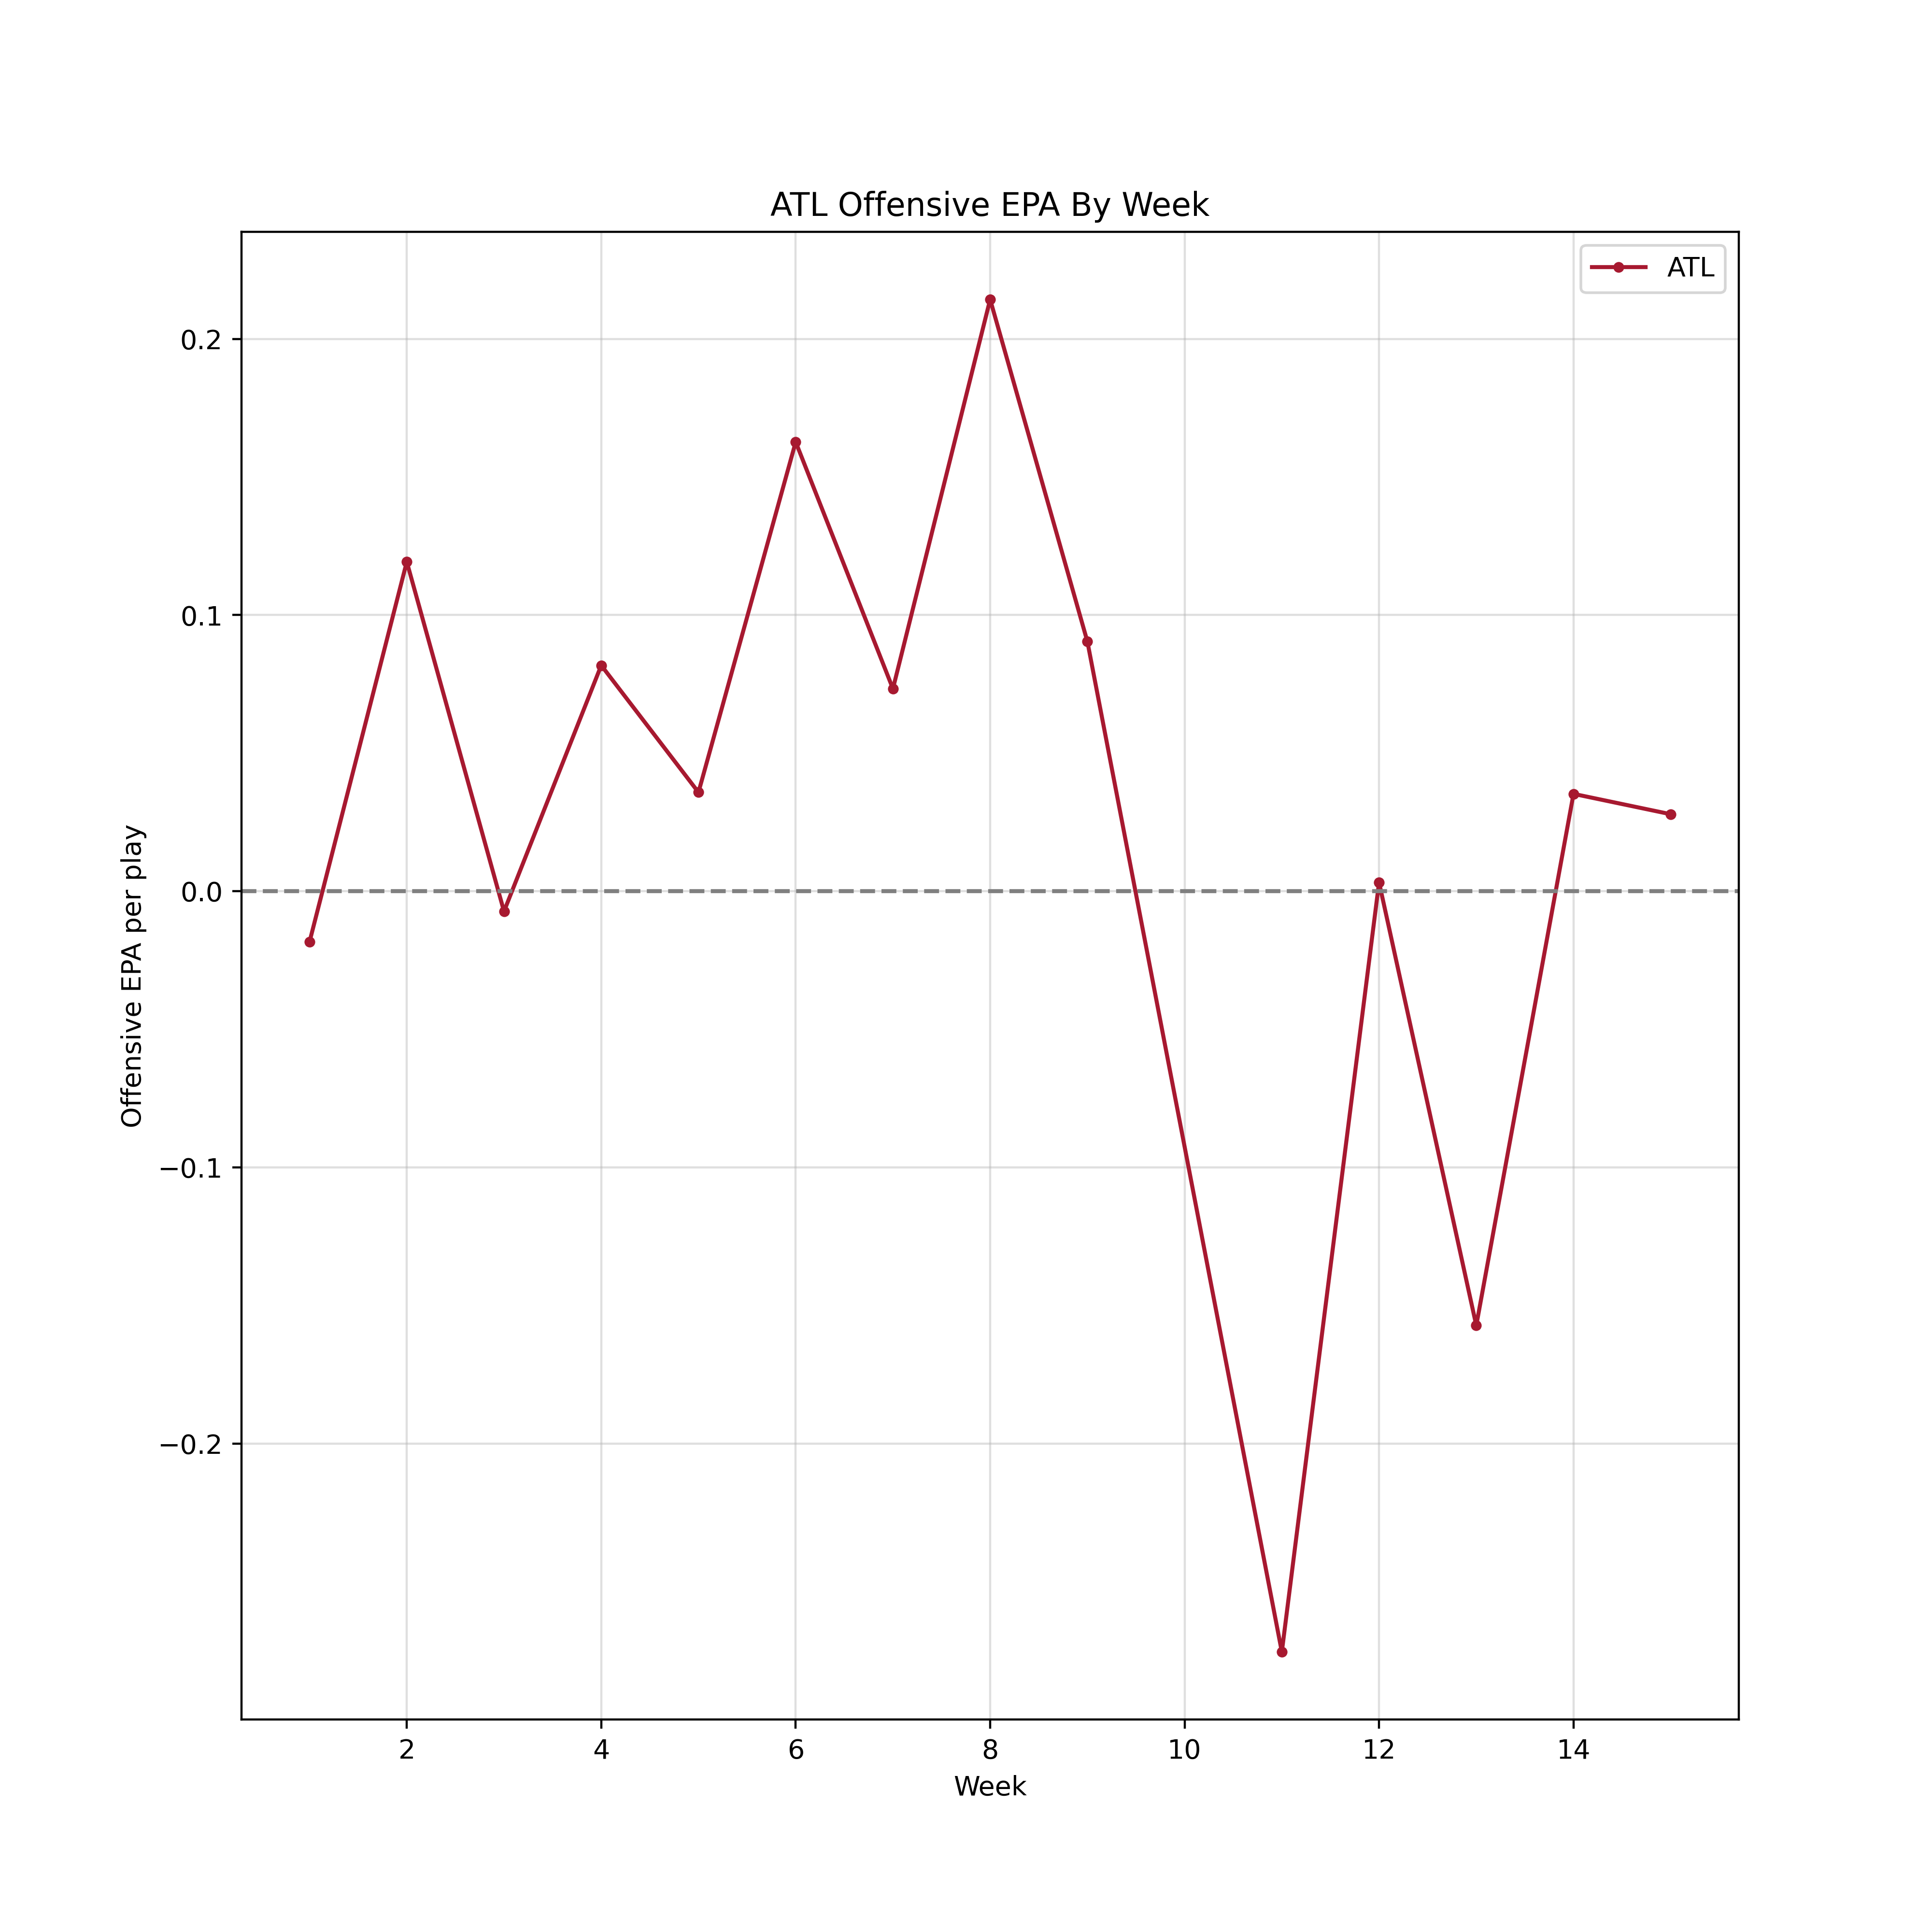 ATL Offensive EPA By Week
ATL
0.2
0.1
0.0
−0.1
−0.2
Offensive EPA per play
2 4 6 8 10 12 14
Week